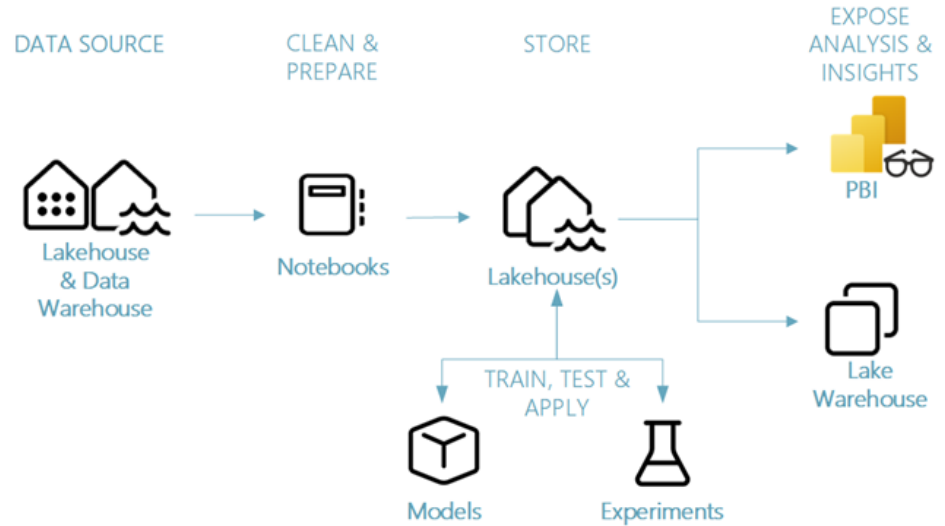 DATA SOURCE
CLEAN &
PREPARE
STORE
EXPOSE
ANALYSIS &
INSIGHTS
Lakehouse
& Data
Warehouse
Notebooks
Lakehouse(s)
PBI
Lake
Warehouse
TRAIN, TEST &
APPLY
Models
Experiments